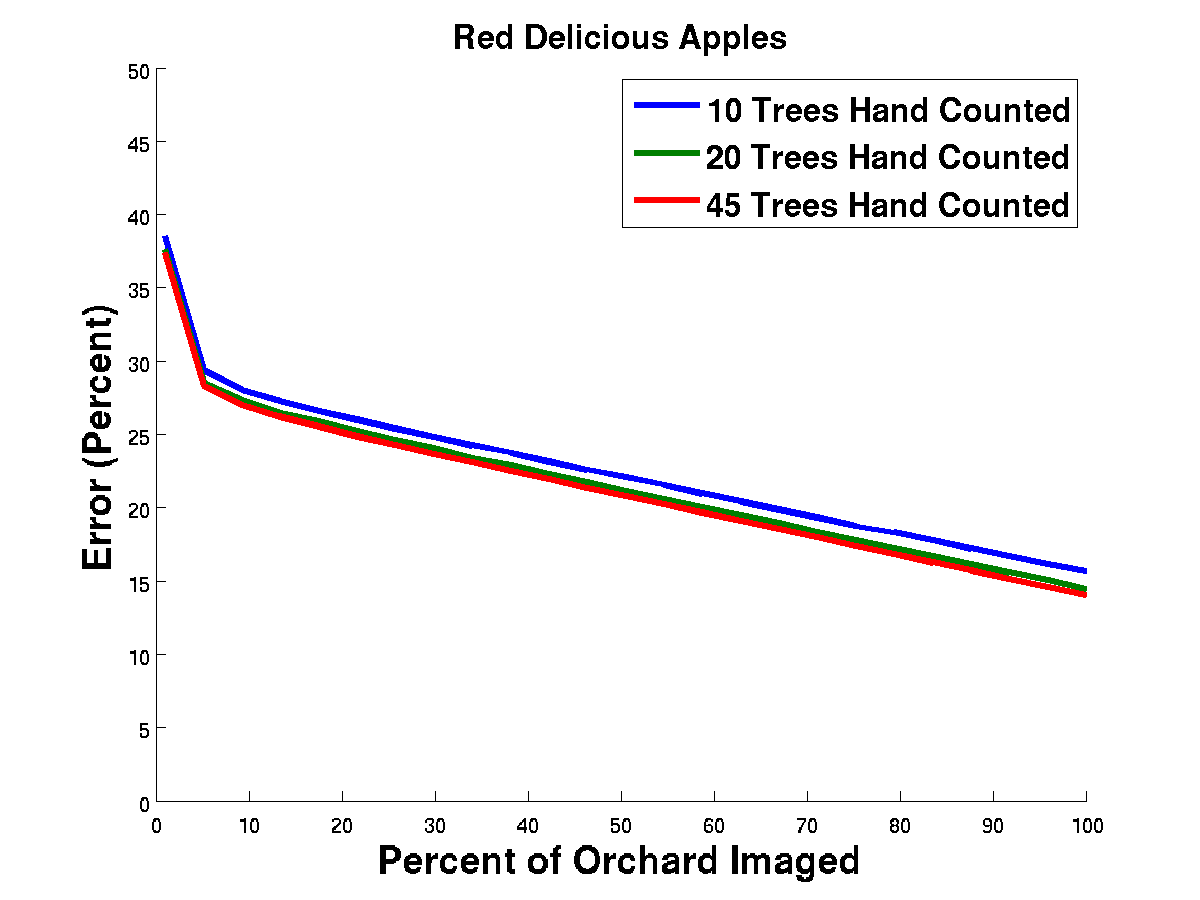 Red Delicious Apples
10 Trees Hand Counted
20 Trees Hand Counted
45 Trees Hand Counted
Error (Percent)
50
45
40
35
30
25
20
15
10
5
0
0 10 20 30 40 50 60 70 80 90 100
Percent of Orchard Imaged